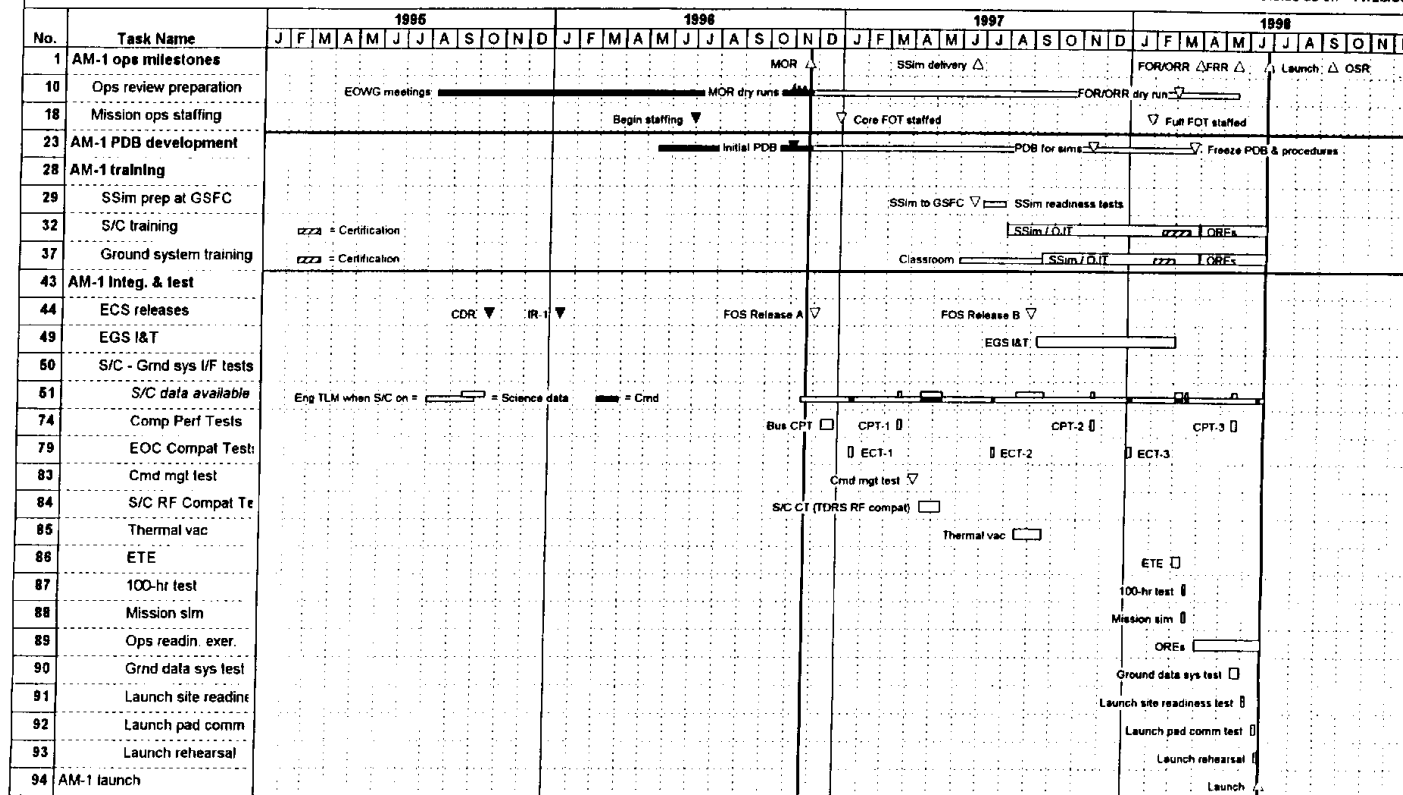 1995 1996 1997 1998
No. Task Name J F M A M J J A S O N D J F M A M J J A S O N D J F M A M J J A S O N D J F M A M J J A S O N
1 AM-1 ops milestones MOR SSim delivery FOR/ORR FRR Launch OSR
10 Ops review preparation EOWG meetings MOR dry runs FOR/ORR dry run
18 Mission ops staffing Begin staffing Core FOT staffed Full FOT staffed
23 AM-1 PDB development Initial PDB PDB for sims Freeze PDB & procedures
28 AM-1 training
29 SSim prep at GSFC SSim to GSFC SSim readiness tests
32 S/C training = Certification SSim / OJT OREs
37 Ground system training = Certification Classroom SSim / OJT OREs
43 AM-1 Integ. & test
44 ECS releases CDR IR-1 FOS Release A FOS Release B
49 EGS I&T EGS I&T
50 S/C - Grnd sys I/F tests
51 S/C data available Eng TLM when S/C on = = Science data = Cmd
74 Comp Perf Tests Bus CPT CPT-1 CPT-2 CPT-3
79 EOC Compat Tests ECT-1 ECT-2 ECT-3
83 Cmd mgt test Cmd mgt test
84 S/C RF Compat Te S/C CT (TDRS RF compat)
85 Thermal vac Thermal vac
86 ETE ETE
87 100-hr test 100-hr test
88 Mission sim Mission sim
89 Ops readin. exer. OREs
90 Grnd data sys test Ground data sys test
91 Launch site readine Launch site readiness test
92 Launch pad comm Launch pad comm test
93 Launch rehearsal Launch rehearsal
94 AM-1 launch Launch